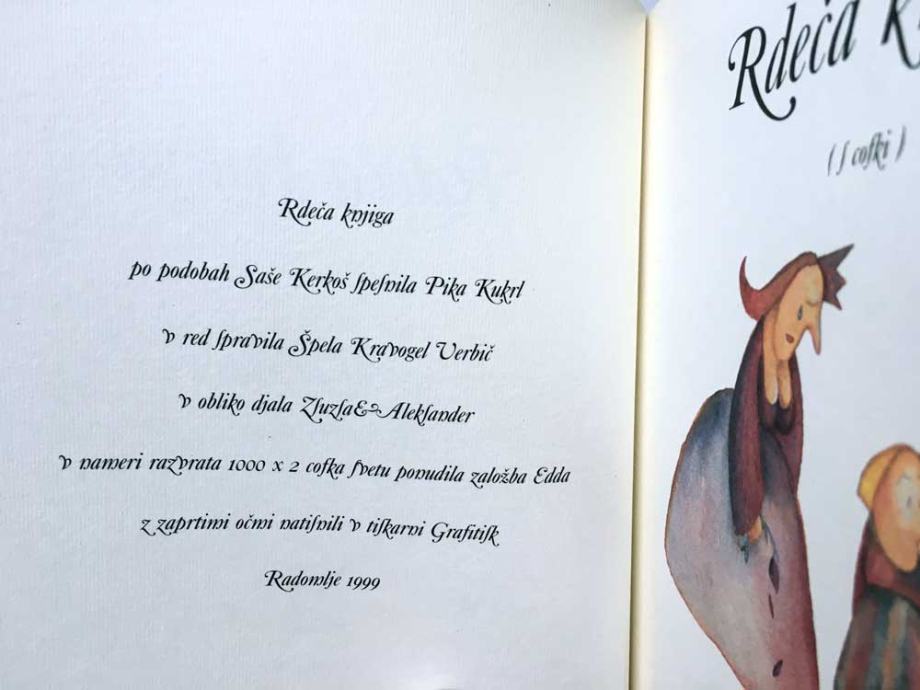 Rdeča knjiga
po podobah Saše Kerkoš ſpeſnila Pika Kukrl
v red ſpravila Špela Kravogel Verbič
v obliko djala Zſuzſa & Alekſander
v nameri razvrata 1000 x 2 cofka ſvetu ponudila založba Edda
z zaprtimi očmi natiſnili v tiſkarni Grafitiſk
Radomlje 1999
Rdeča
( ſ cofki )